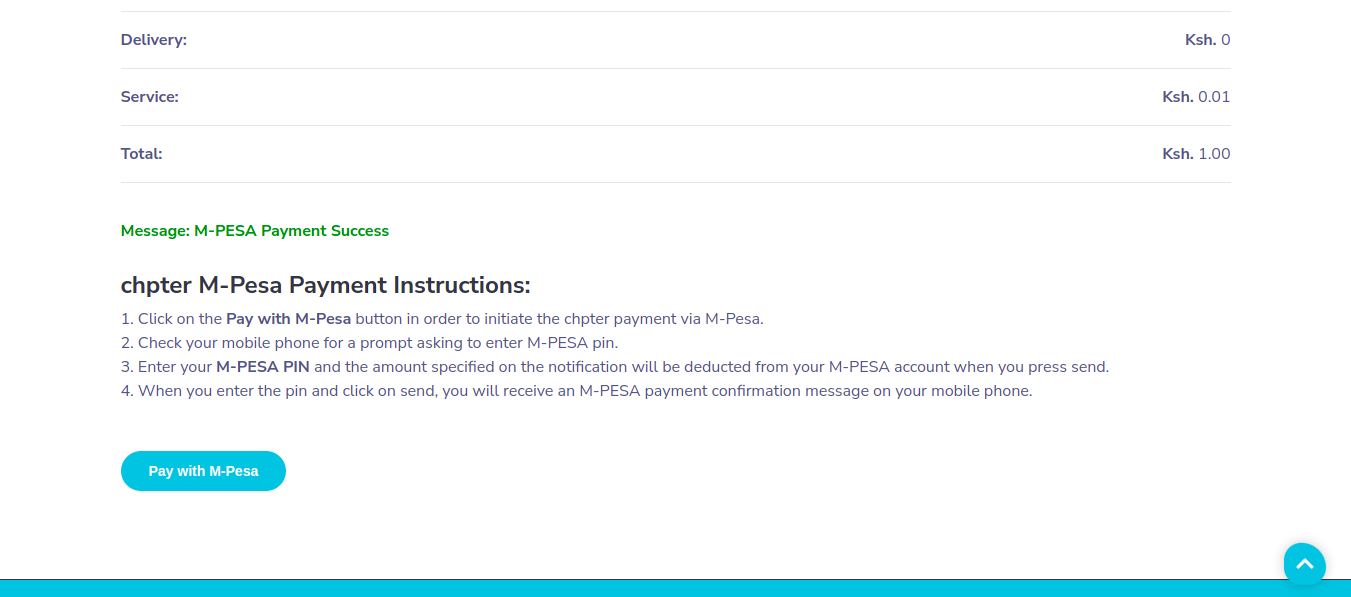 Delivery: Ksh. 0
Service: Ksh. 0.01
Total: Ksh. 1.00
Message: M-PESA Payment Success
chpter M-Pesa Payment Instructions:
1. Click on the Pay with M-Pesa button in order to initiate the chpter payment via M-Pesa.
2. Check your mobile phone for a prompt asking to enter M-PESA pin.
3. Enter your M-PESA PIN and the amount specified on the notification will be deducted from your M-PESA account when you press send.
4. When you enter the pin and click on send, you will receive an M-PESA payment confirmation message on your mobile phone.
Pay with M-Pesa